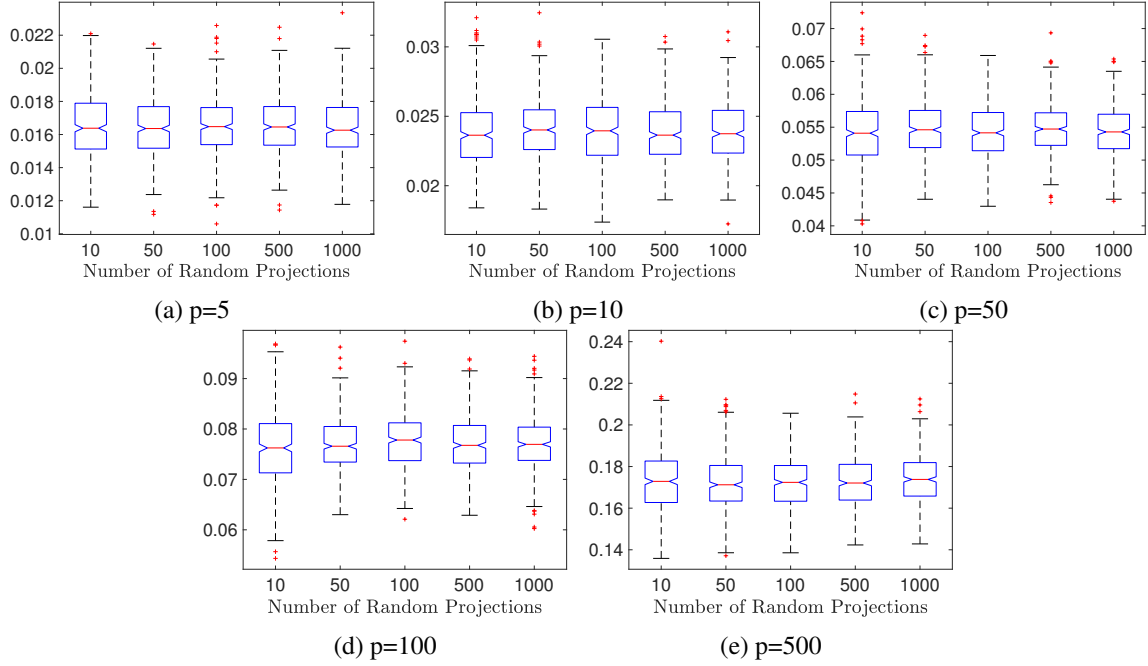 0.022
0.02
0.018
0.016
0.014
0.012
0.01
10 50 100 500 1000
Number of Random Projections
(a) p=5
0.03
0.025
0.02
10 50 100 500 1000
Number of Random Projections
(b) p=10
0.07
0.065
0.06
0.055
0.05
0.045
0.04
10 50 100 500 1000
Number of Random Projections
(c) p=50
0.09
0.08
0.07
0.06
10 50 100 500 1000
Number of Random Projections
(d) p=100
0.24
0.22
0.2
0.18
0.16
0.14
10 50 100 500 1000
Number of Random Projections
(e) p=500